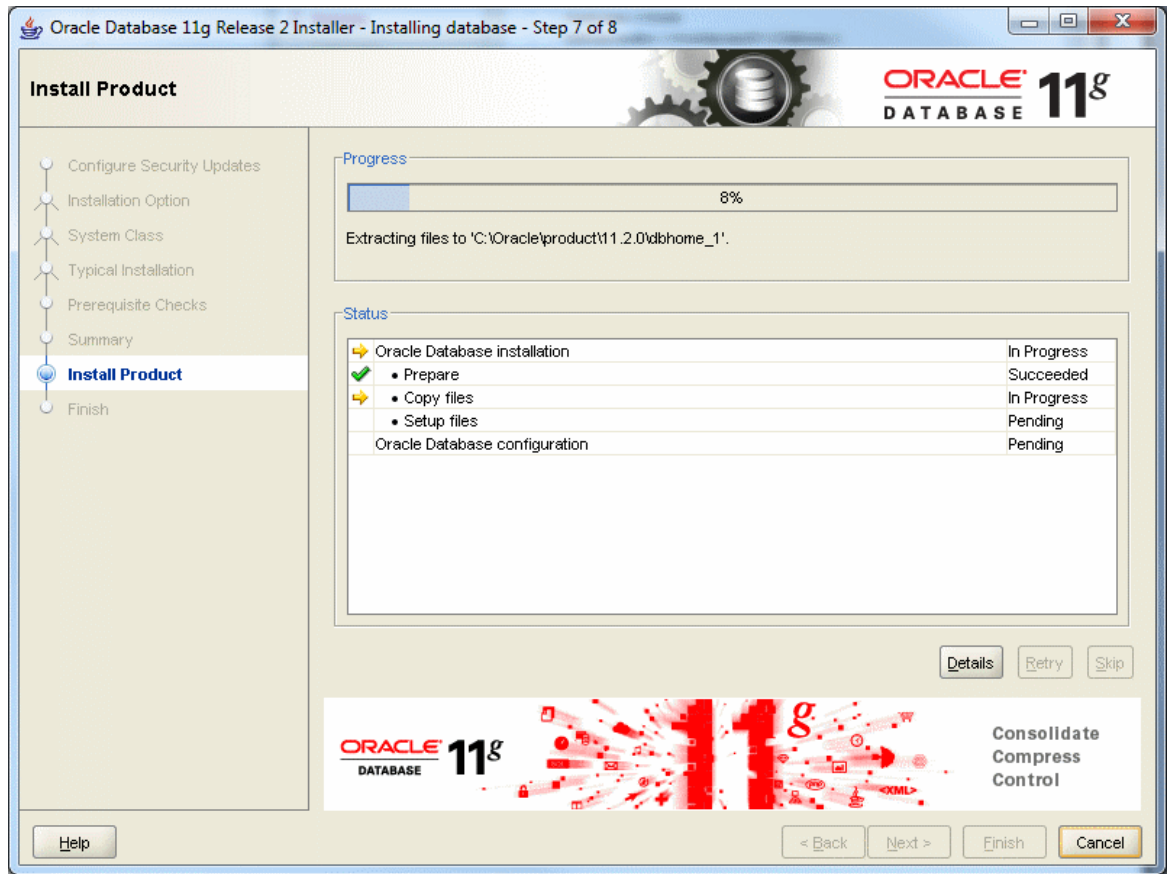 Oracle Database 11g Release 2 Installer - Installing database - Step 7 of 8
Install Product
ORACLE 11g
DATABASE
Configure Security Updates
Installation Option
System Class
Typical Installation
Prerequisite Checks
Summary
Install Product
Finish
Progress
8%
Extracting files to 'C:\Oracle\product\11.2.0\dbhome_1'.
Status
Oracle Database installation In Progress
• Prepare Succeeded
• Copy files In Progress
• Setup files Pending
Oracle Database configuration Pending
Details Retry Skip
ORACLE 11g
DATABASE
11g
<XML>
Consolidate
Compress
Control
Help < Back Next > Finish Cancel